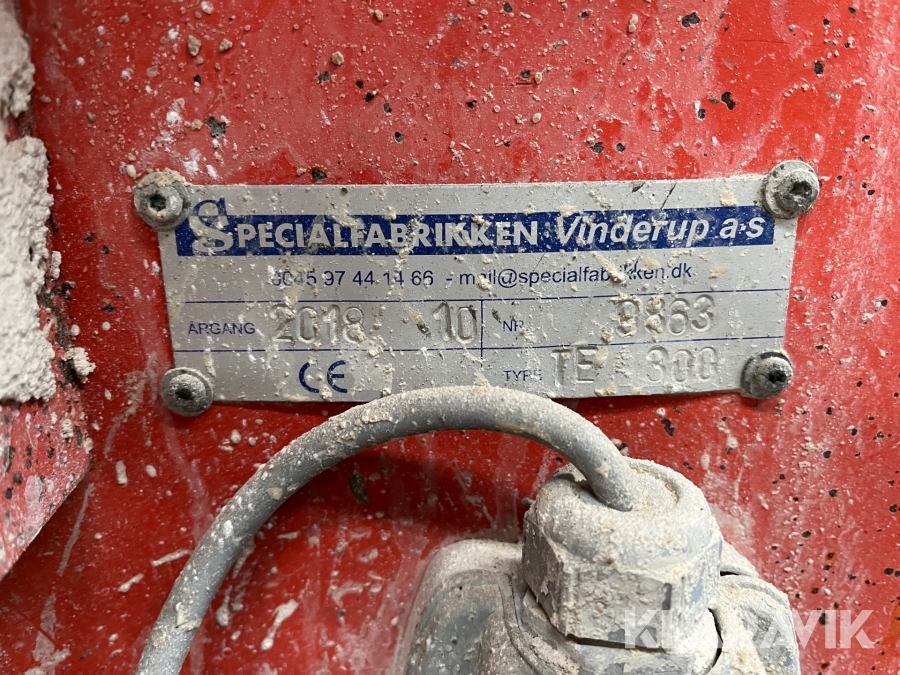 SPECIALFABRIKKEN Vinderup a·s
0045 97 44 14 66 - mail@specialfabrikken.dk
ÅRGANG 2018 10 NR. 9863
CE TYPE TE 300
KLARAVIK